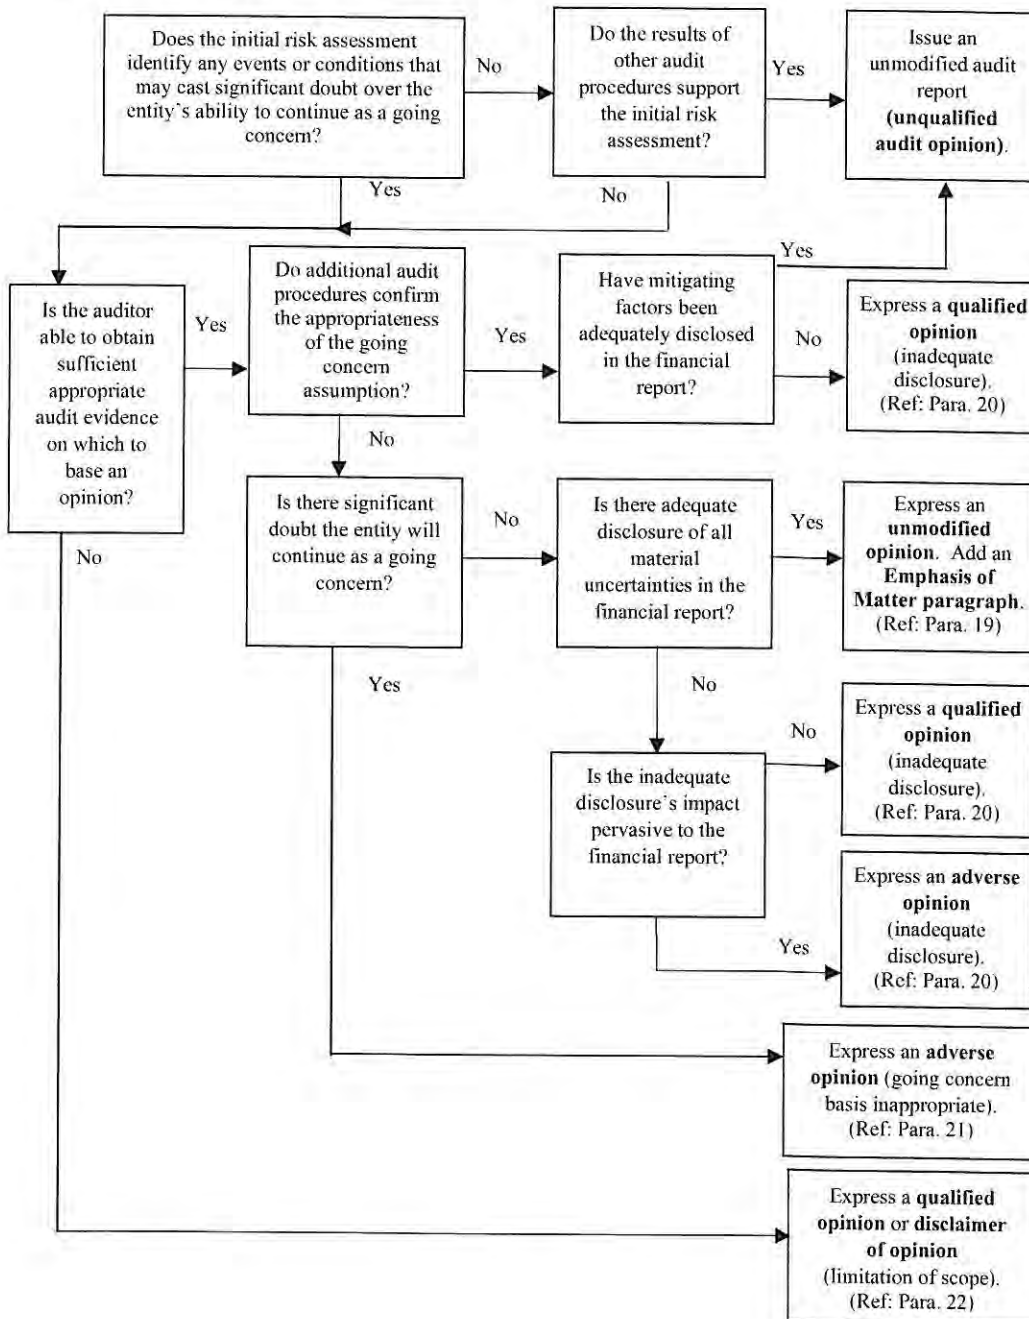 Does the initial risk assessment
identify any events or conditions that
may cast significant doubt over the
entity's ability to continue as a going
concern?
No
Do the results of
other audit
procedures support
the initial risk
assessment?
Yes
Issue an
unmodified audit
report
(unqualified
audit opinion).
Yes
No
Is the auditor
able to obtain
sufficient
appropriate
audit evidence
on which to
base an
opinion?
Yes
Do additional audit
procedures confirm
the appropriateness
of the going
concern
assumption?
Yes
Have mitigating
factors been
adequately disclosed
in the financial
report?
Yes
No
Express a qualified
opinion
(inadequate
disclosure).
(Ref: Para. 20)
No
No
Is there significant
doubt the entity will
continue as a going
concern?
No
Is there adequate
disclosure of all
material
uncertainties in the
financial report?
Yes
Express an
unmodified
opinion. Add an
Emphasis of
Matter paragraph.
(Ref: Para. 19)
Yes
No
Is the inadequate
disclosure's impact
pervasive to the
financial report?
No
Express a qualified
opinion
(inadequate
disclosure).
(Ref: Para. 20)
Yes
Express an adverse
opinion
(inadequate
disclosure).
(Ref: Para. 20)
Express an adverse
opinion (going concern
basis inappropriate).
(Ref: Para. 21)
Express a qualified
opinion or disclaimer
of opinion
(limitation of scope).
(Ref: Para. 22)